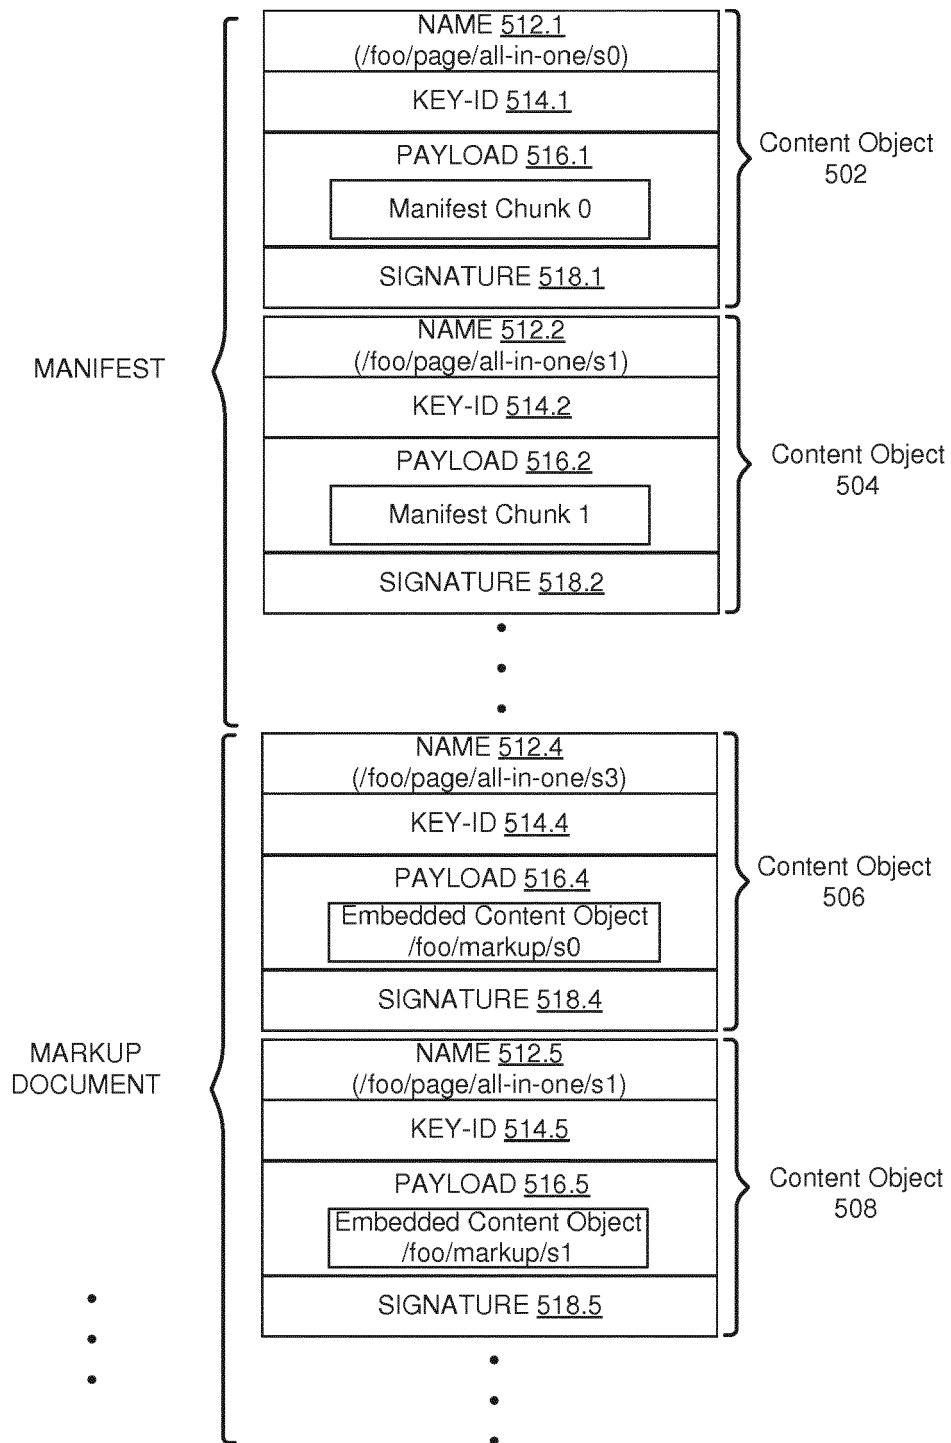 NAME 512.1
(/foo/page/all-in-one/s0)
KEY-ID 514.1
PAYLOAD 516.1
Manifest Chunk 0
SIGNATURE 518.1
Content Object
502
NAME 512.2
(/foo/page/all-in-one/s1)
KEY-ID 514.2
PAYLOAD 516.2
Manifest Chunk 1
SIGNATURE 518.2
Content Object
504
MANIFEST
NAME 512.4
(/foo/page/all-in-one/s3)
KEY-ID 514.4
PAYLOAD 516.4
Embedded Content Object
/foo/markup/s0
SIGNATURE 518.4
Content Object
506
NAME 512.5
(/foo/page/all-in-one/s1)
KEY-ID 514.5
PAYLOAD 516.5
Embedded Content Object
/foo/markup/s1
SIGNATURE 518.5
Content Object
508
MARKUP
DOCUMENT